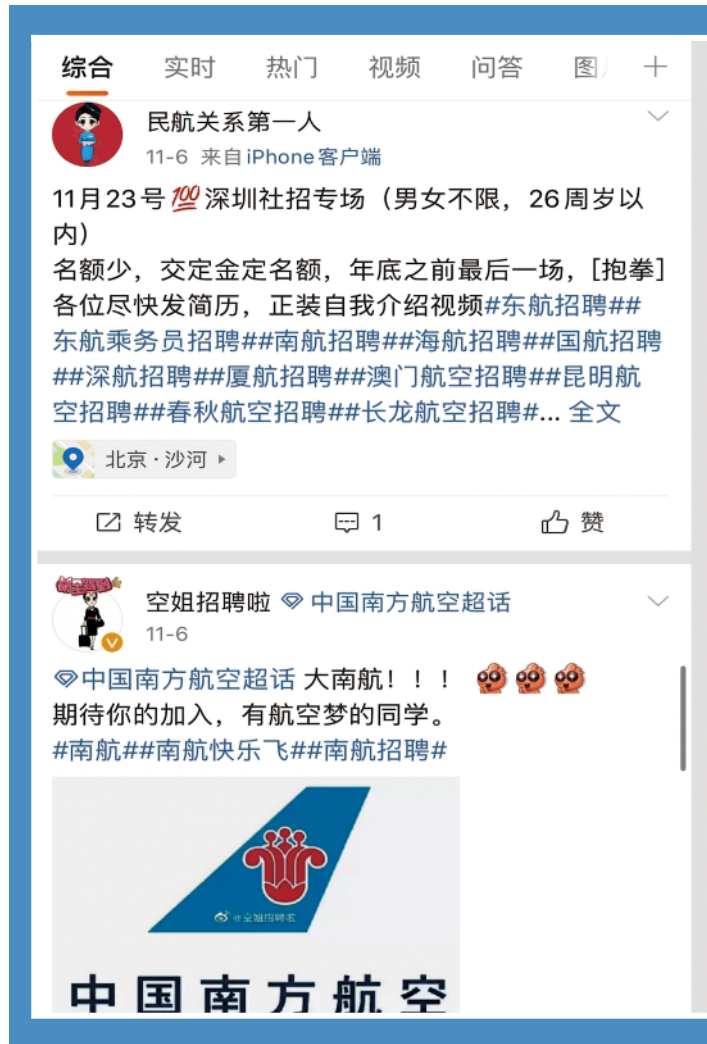 综合 实时 热门 视频 问答 图
民航关系第一人
11-6 来自 iPhone客户端
11月23号💯深圳社招专场（男女不限，26周岁以
内）
名额少，交定金定名额，年底之前最后一场，[抱拳]
各位尽快发简历，正装自我介绍视频#东航招聘##
东航乘务员招聘##南航招聘##海航招聘##国航招聘
##深航招聘##厦航招聘##澳门航空招聘##昆明航
空招聘##春秋航空招聘##长龙航空招聘#... 全文
北京·沙河
转发 1 赞
空姐招聘啦 中国南方航空超话
11-6
中国南方航空超话 大南航！！！
期待你的加入，有航空梦的同学。
#南航##南航快乐飞##南航招聘#
@空姐招聘啦
中国南方航空